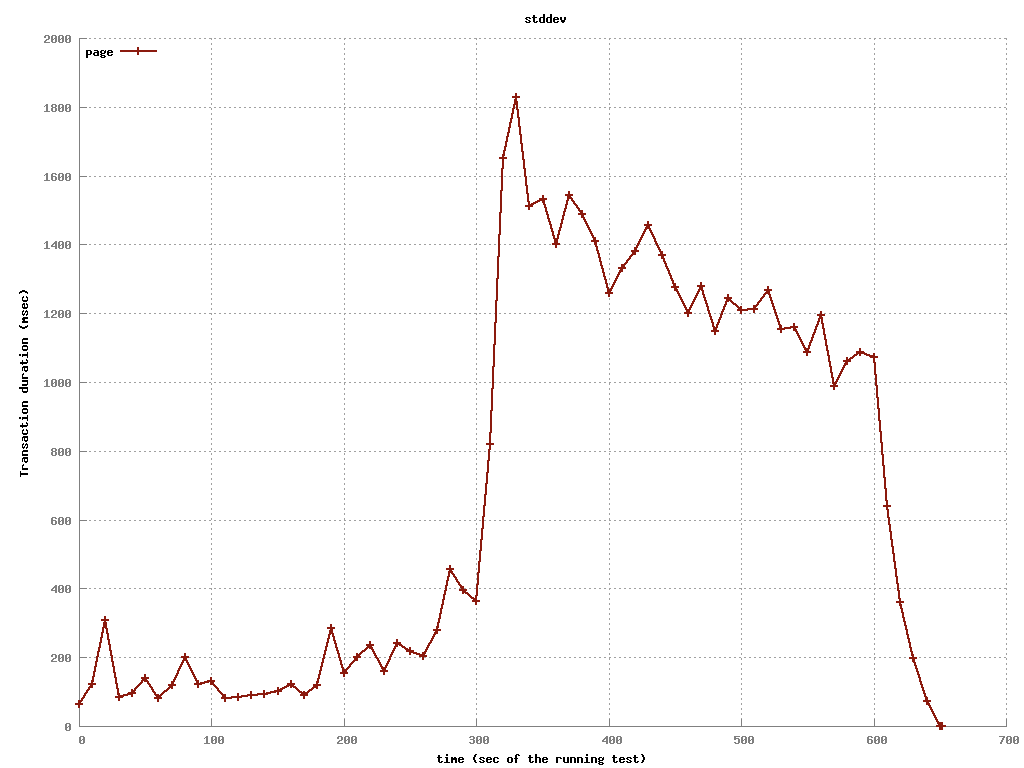 stddev
page
2000
1800
1600
1400
1200
1000
800
600
400
200
0
Transaction duration (msec)
0 100 200 300 400 500 600 700
time (sec of the running test)